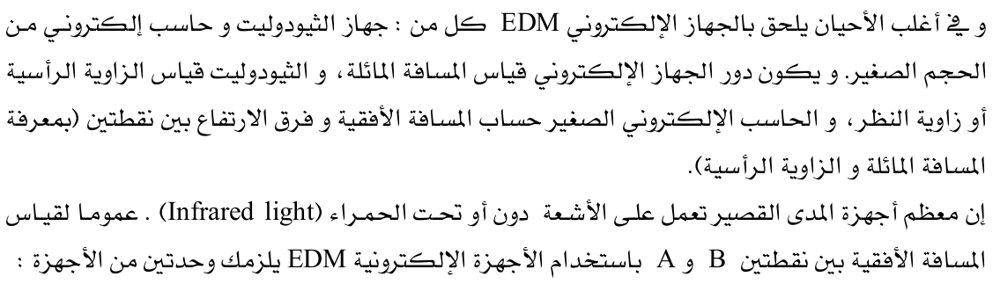 و في أغلب الأحيان يلحق بالجهاز الإلكتروني EDM كل من : جهاز الثيودوليت و حاسب إلكتروني من
الحجم الصغير. و يكون دور الجهاز الإلكتروني قياس المسافة المائلة، و الثيودوليت قياس الزاوية الرأسية
أو زاوية النظر، و الحاسب الإلكتروني الصغير حساب المسافة الأفقية و فرق الارتفاع بين نقطتين (بمعرفة
المسافة المائلة و الزاوية الرأسية).
إن معظم أجهزة المدى القصير تعمل على الأشعة دون أو تحت الحمراء (Infrared light) . عموما لقياس
المسافة الأفقية بين نقطتين B و A باستخدام الأجهزة الإلكترونية EDM يلزمك وحدتين من الأجهزة :